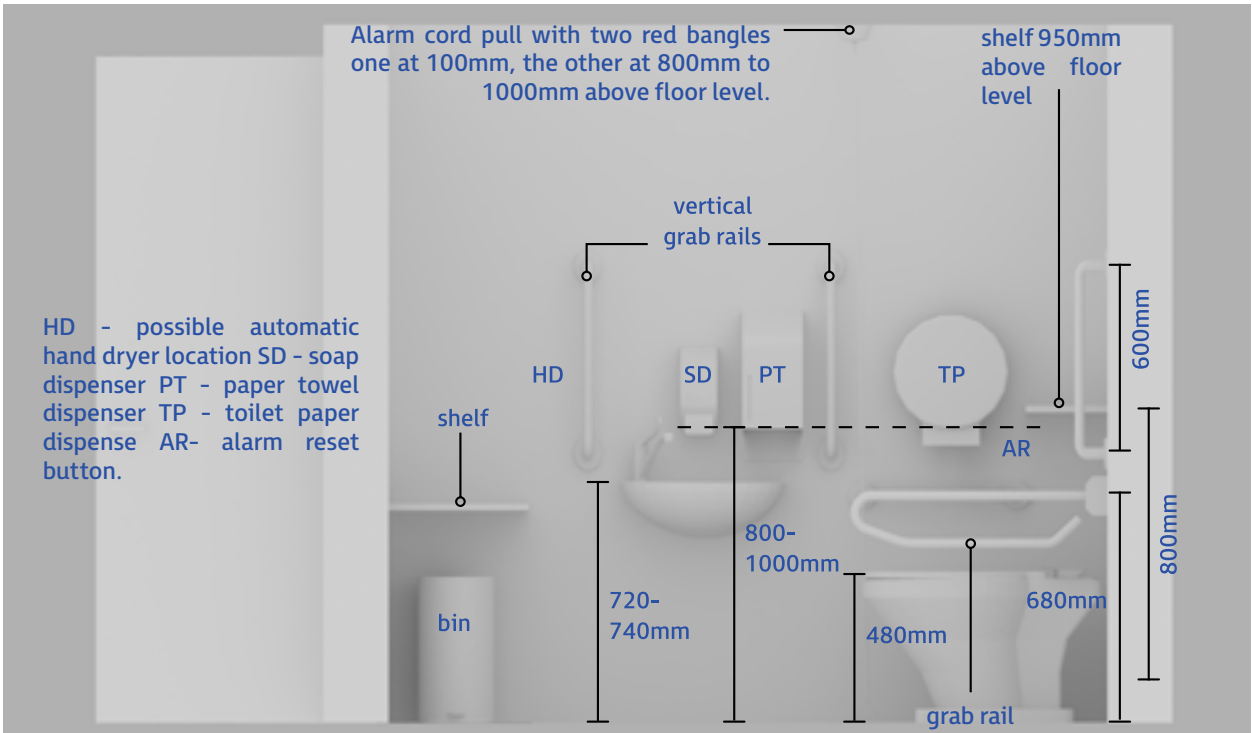 Alarm cord pull with two red bangles
one at 100mm, the other at 800mm to
1000mm above floor level.
shelf 950mm
above floor
level
vertical
grab rails
600mm
HD - possible automatic
hand dryer location SD - soap
dispenser PT - paper towel
dispenser TP - toilet paper
dispense AR- alarm reset
button.
HD
SD
PT
TP
shelf
AR
800-
1000mm
800mm
720-
740mm
680mm
bin
480mm
grab rail